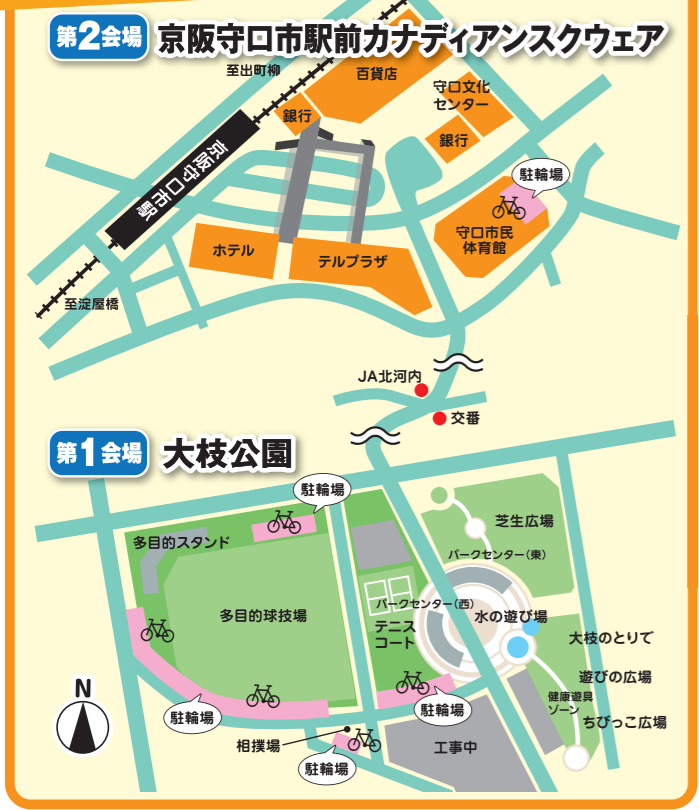 第2会場 京阪守口市駅前カナディアンスクウェア
至出町柳
百貨店
守口文化
センター
銀行
銀行
駐輪場
京阪守口市駅
守口市民
体育館
ホテル
テルプラザ
至淀屋橋
JA北河内
交番
第1会場 大枝公園
駐輪場
芝生広場
多目的スタンド
パークセンター(東)
パークセンター(西)
多目的球技場
水の遊び場
テニス
コート
大枝のとりで
遊びの広場
健康遊具
ゾーン
ちびっこ広場
N
駐輪場
駐輪場
相撲場
工事中
駐輪場